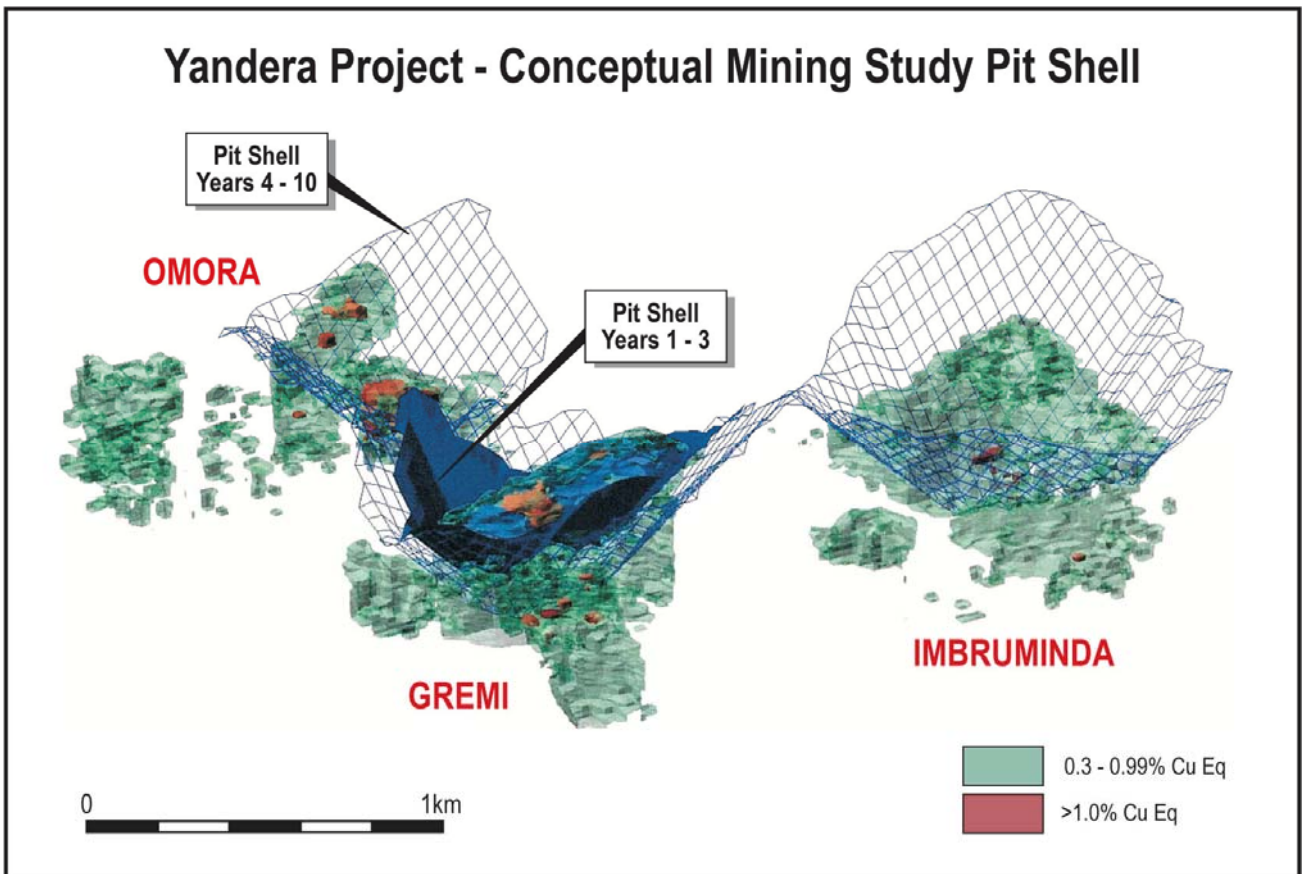 Yandera Project - Conceptual Mining Study Pit Shell
Pit Shell
Years 4 - 10
OMORA
Pit Shell
Years 1 - 3
IMBRUMINDA
GREMI
0.3 - 0.99% Cu Eq
0 1km
>1.0% Cu Eq